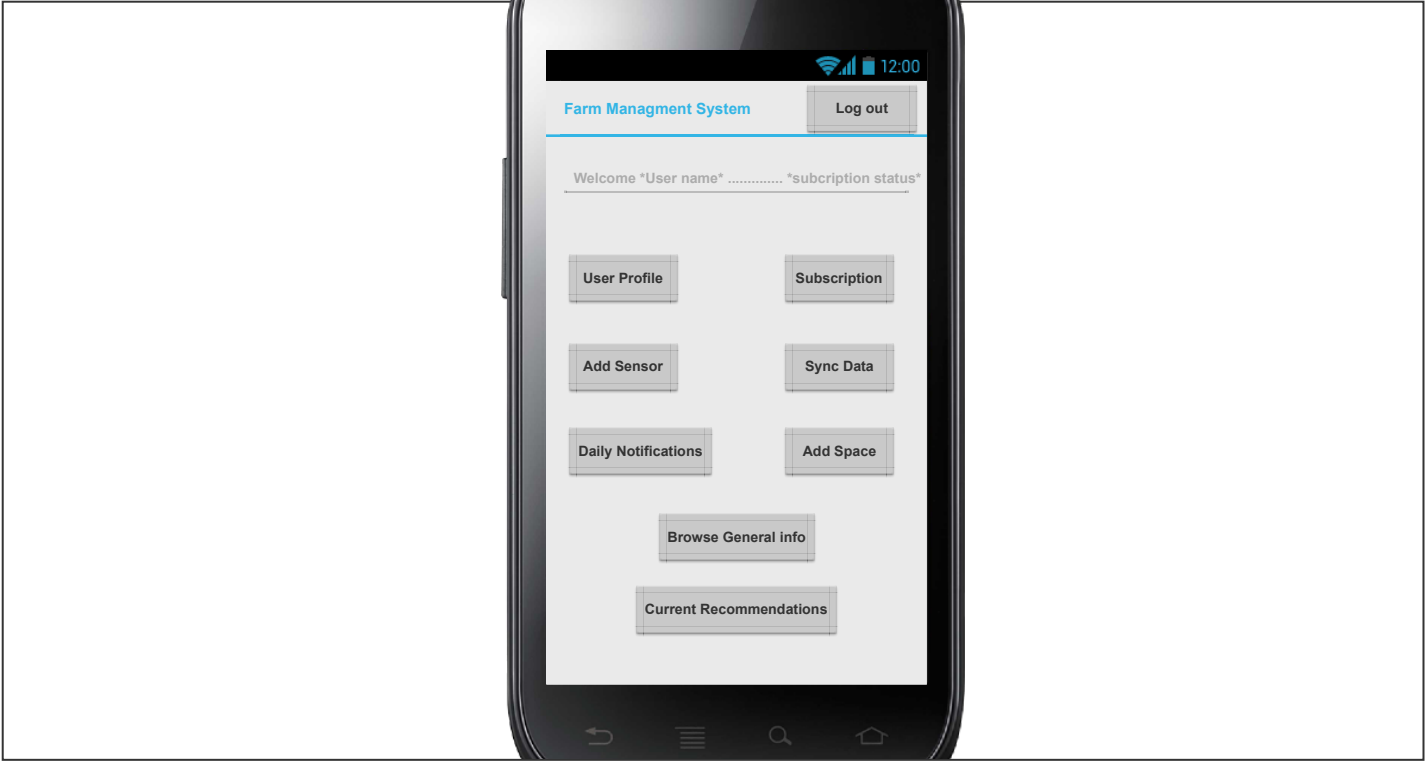 12:00
Farm Managment System
Log out
Welcome *User name* .............. *subcription status*
User Profile
Subscription
Add Sensor
Sync Data
Daily Notifications
Add Space
Browse General info
Current Recommendations